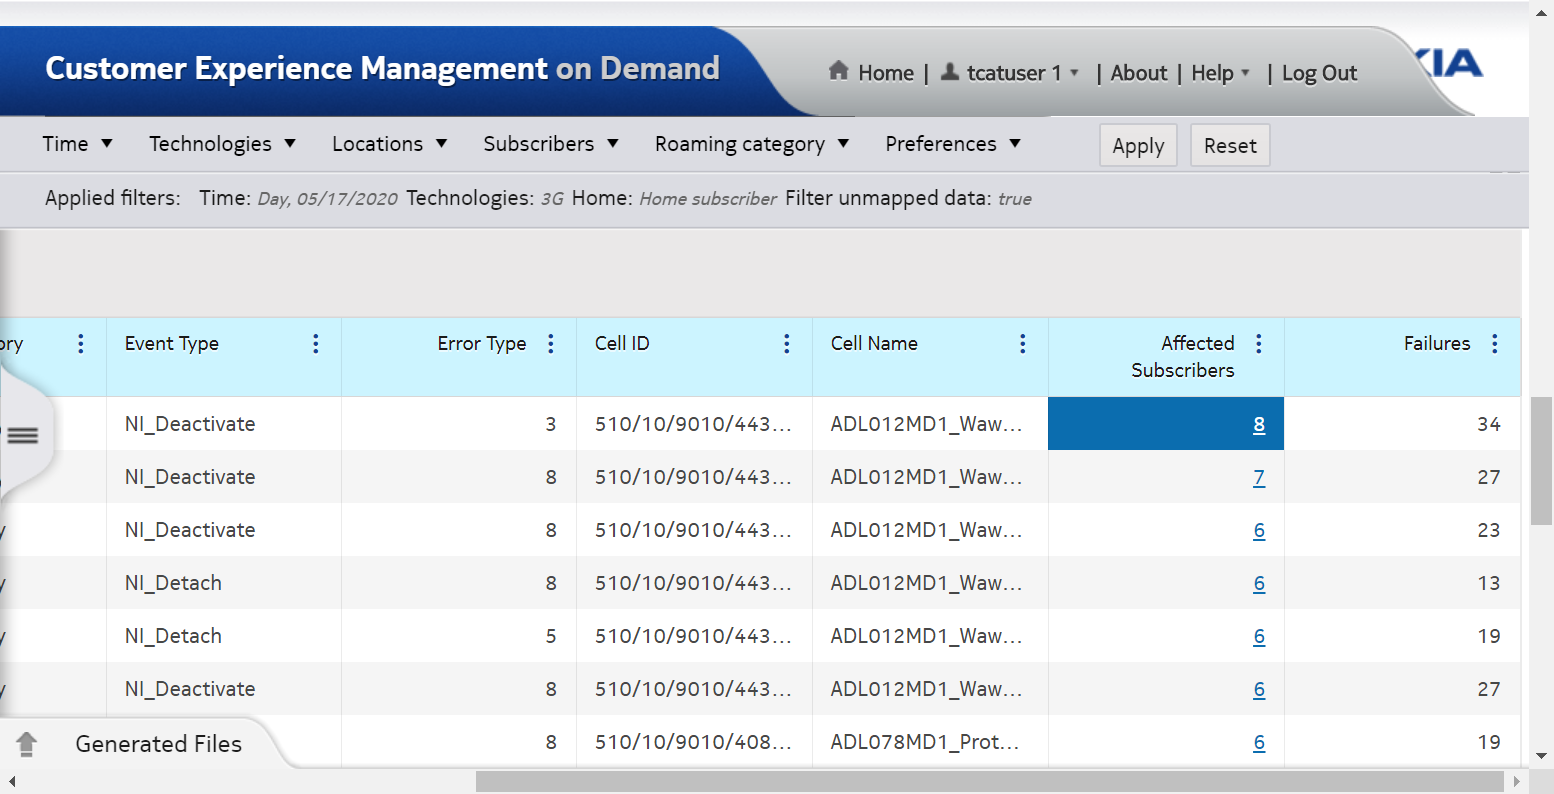 Customer Experience Management on Demand
Home | tcatuser 1 | About | Help | Log Out
KIA
Time Technologies Locations Subscribers Roaming category Preferences Apply Reset
Applied filters: Time: Day, 05/17/2020 Technologies: 3G Home: Home subscriber Filter unmapped data: true
ory Event Type Error Type Cell ID Cell Name Affected Subscribers Failures
NI_Deactivate 3 510/10/9010/443... ADL012MD1_Waw... 8 34
NI_Deactivate 8 510/10/9010/443... ADL012MD1_Waw... 7 27
y NI_Deactivate 8 510/10/9010/443... ADL012MD1_Waw... 6 23
y NI_Detach 8 510/10/9010/443... ADL012MD1_Waw... 6 13
y NI_Detach 5 510/10/9010/443... ADL012MD1_Waw... 6 19
y NI_Deactivate 8 510/10/9010/443... ADL012MD1_Waw... 6 27
8 510/10/9010/408... ADL078MD1_Prot... 6 19
Generated Files